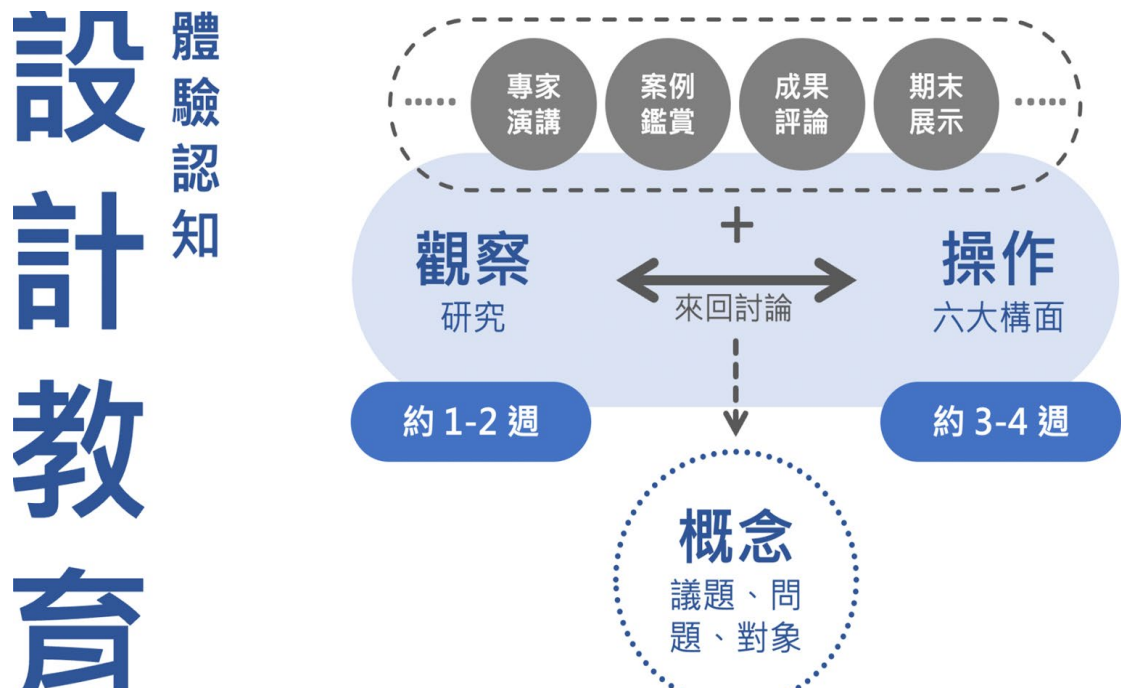 設計教育
體驗認知
專家
演講
案例
鑑賞
成果
評論
期末
展示
+
觀察
研究
來回討論
操作
六大構面
約 1-2 週
約 3-4 週
概念
議題、問
題、對象